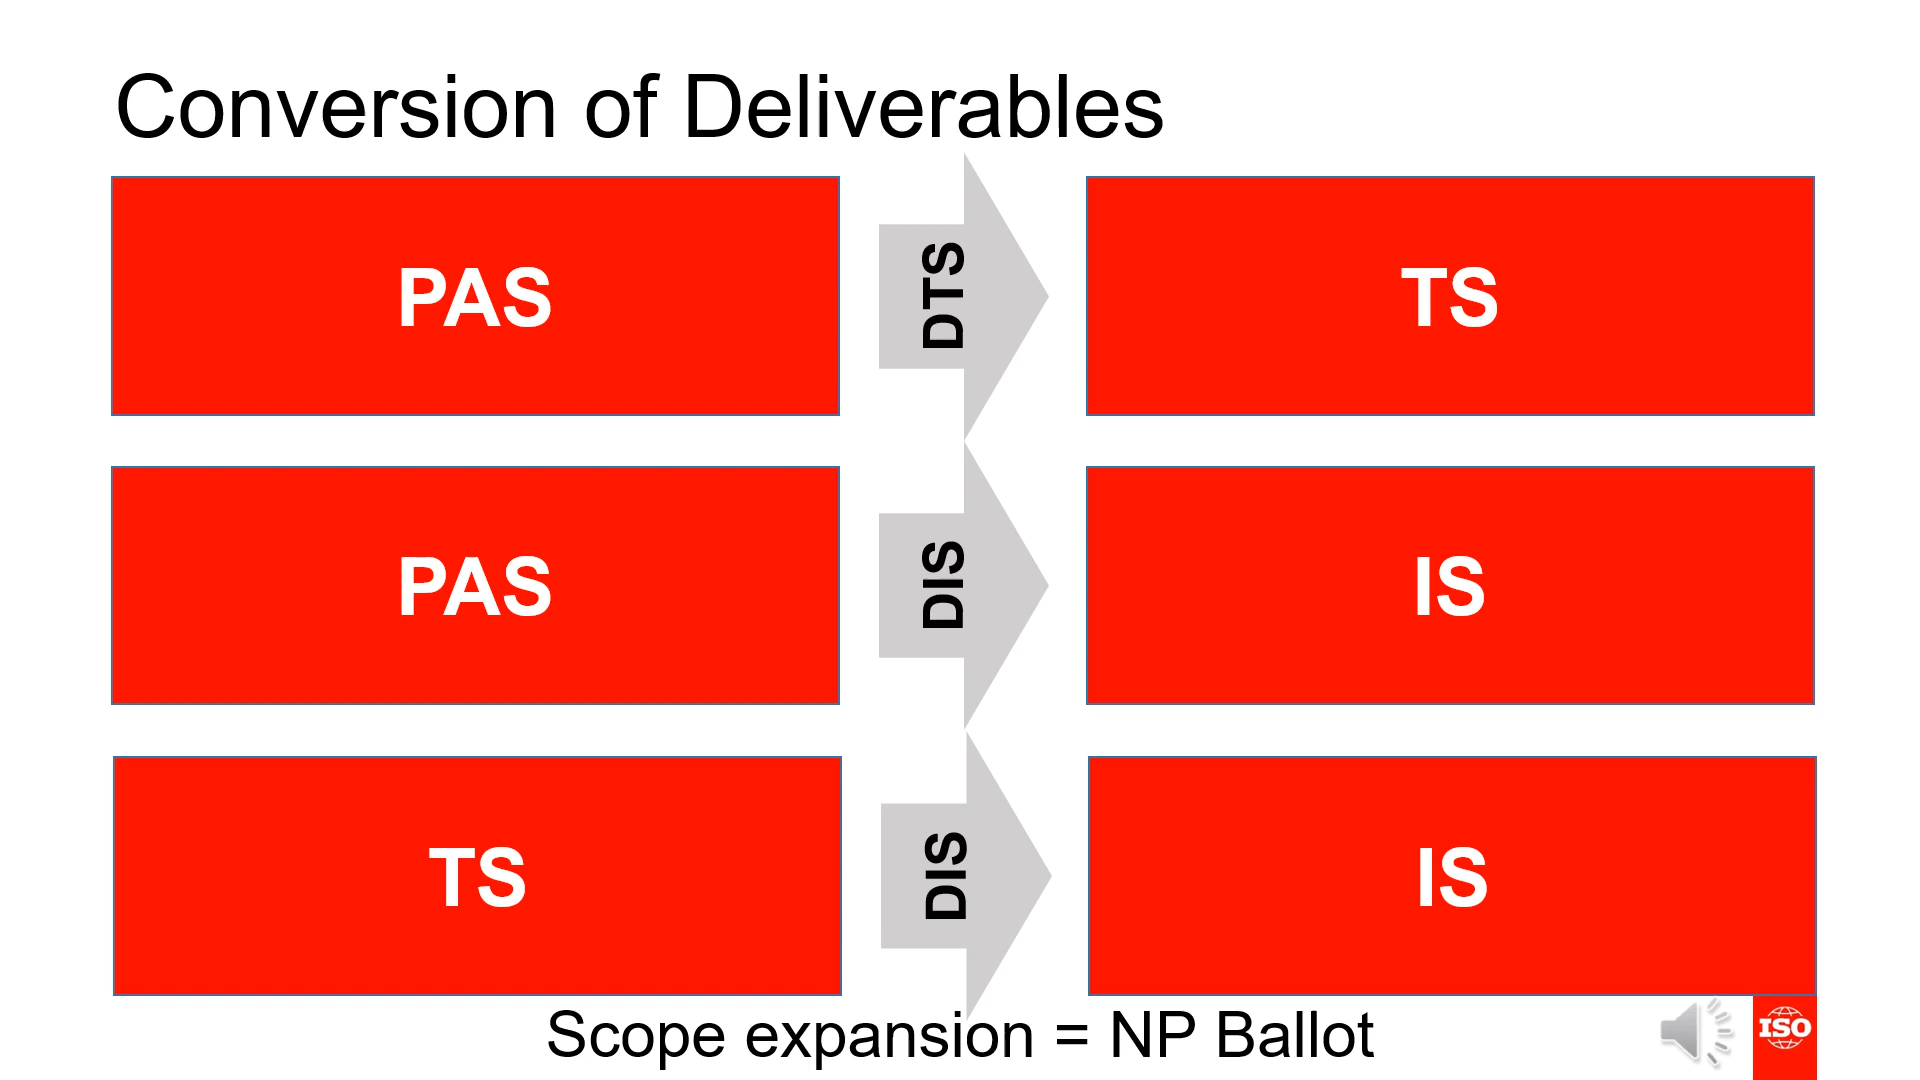 Conversion of Deliverables
PAS
DTS
TS
PAS
DIS
IS
TS
DIS
IS
Scope expansion = NP Ballot
ISO